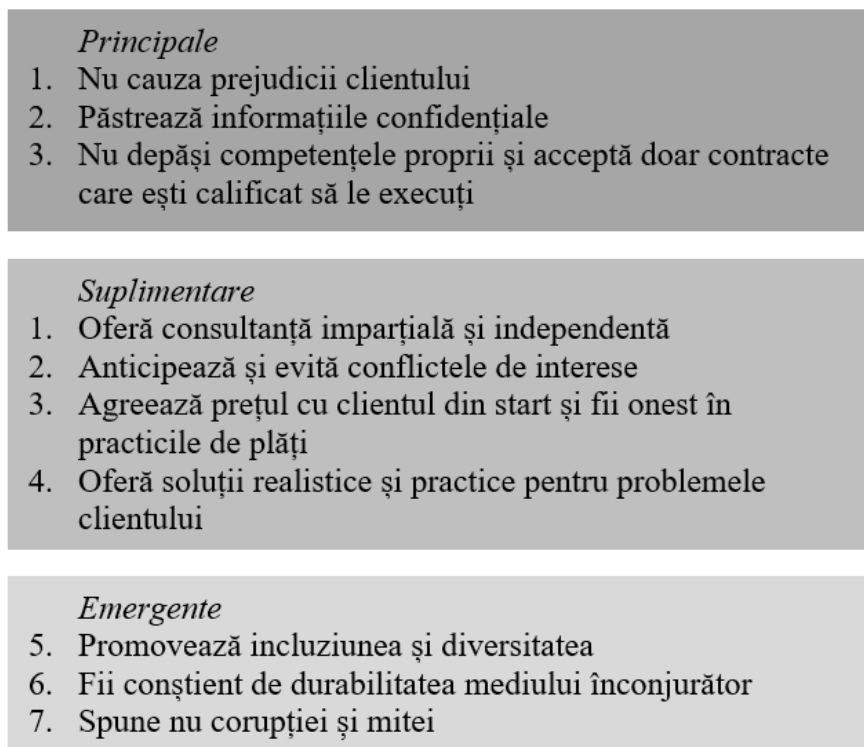 Principale
1. Nu cauza prejudicii clientului
2. Păstrează informațiile confidențiale
3. Nu depăși competențele proprii și acceptă doar contracte
care ești calificat să le execuți
Suplimentare
1. Oferă consultanță imparțială și independentă
2. Anticipează și evită conflictele de interese
3. Agreează prețul cu clientul din start și fii onest în
practicile de plăți
4. Oferă soluții realistice și practice pentru problemele
clientului
Emergente
5. Promovează incluziunea și diversitatea
6. Fii conștient de durabilitatea mediului înconjurător
7. Spune nu corupției și mitei